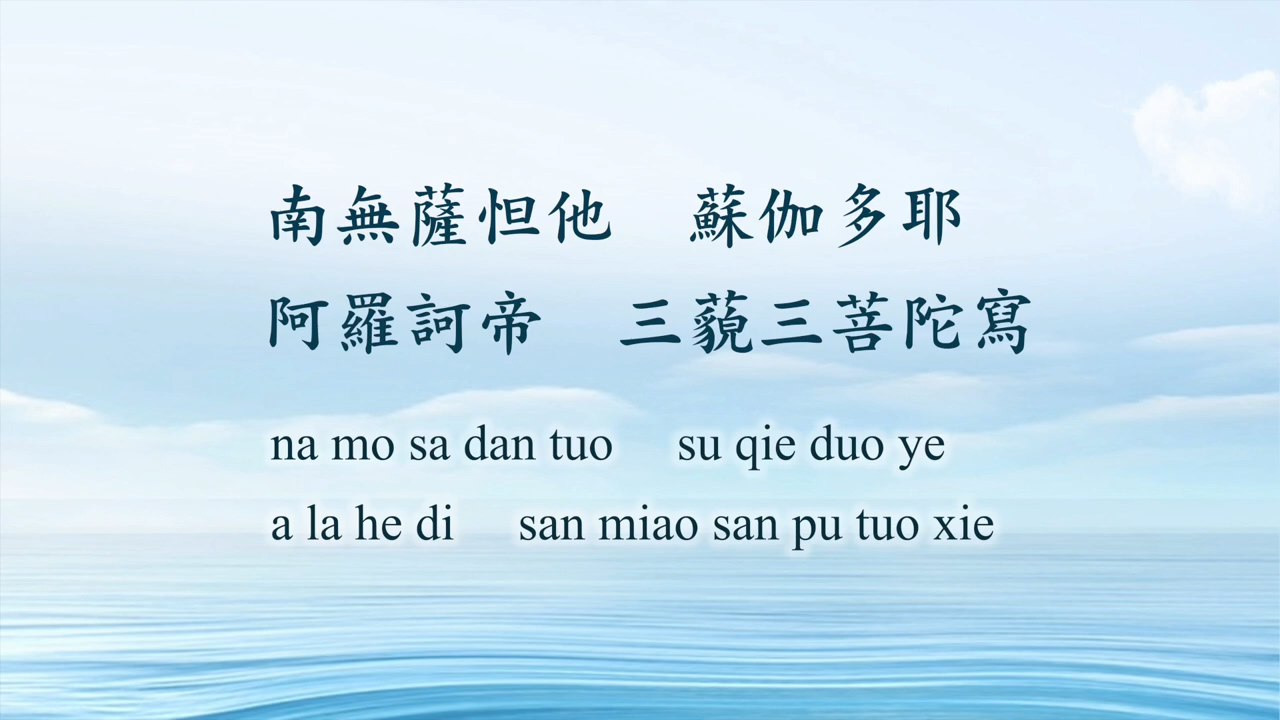 南無薩怛他　蘇伽多耶
阿羅訶帝　三藐三菩陀寫
na mo sa dan tuo su qie duo ye
a la he di san miao san pu tuo xie